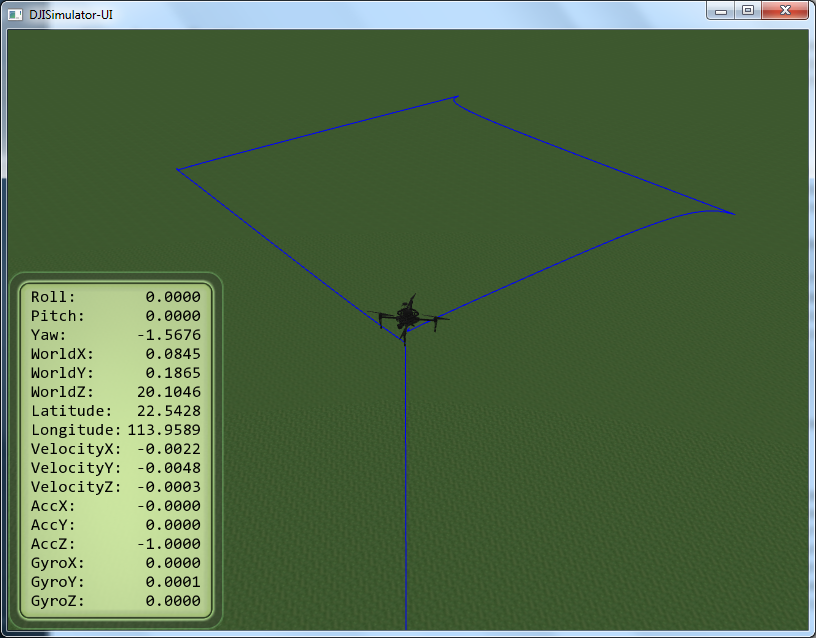 DJISimulator-UI
Roll: 0.0000
Pitch: 0.0000
Yaw: -1.5676
WorldX: 0.0845
WorldY: 0.1865
WorldZ: 20.1046
Latitude: 22.5428
Longitude: 113.9589
VelocityX: -0.0022
VelocityY: -0.0048
VelocityZ: -0.0003
AccX: -0.0000
AccY: 0.0000
AccZ: -1.0000
GyroX: 0.0000
GyroY: 0.0001
GyroZ: 0.0000